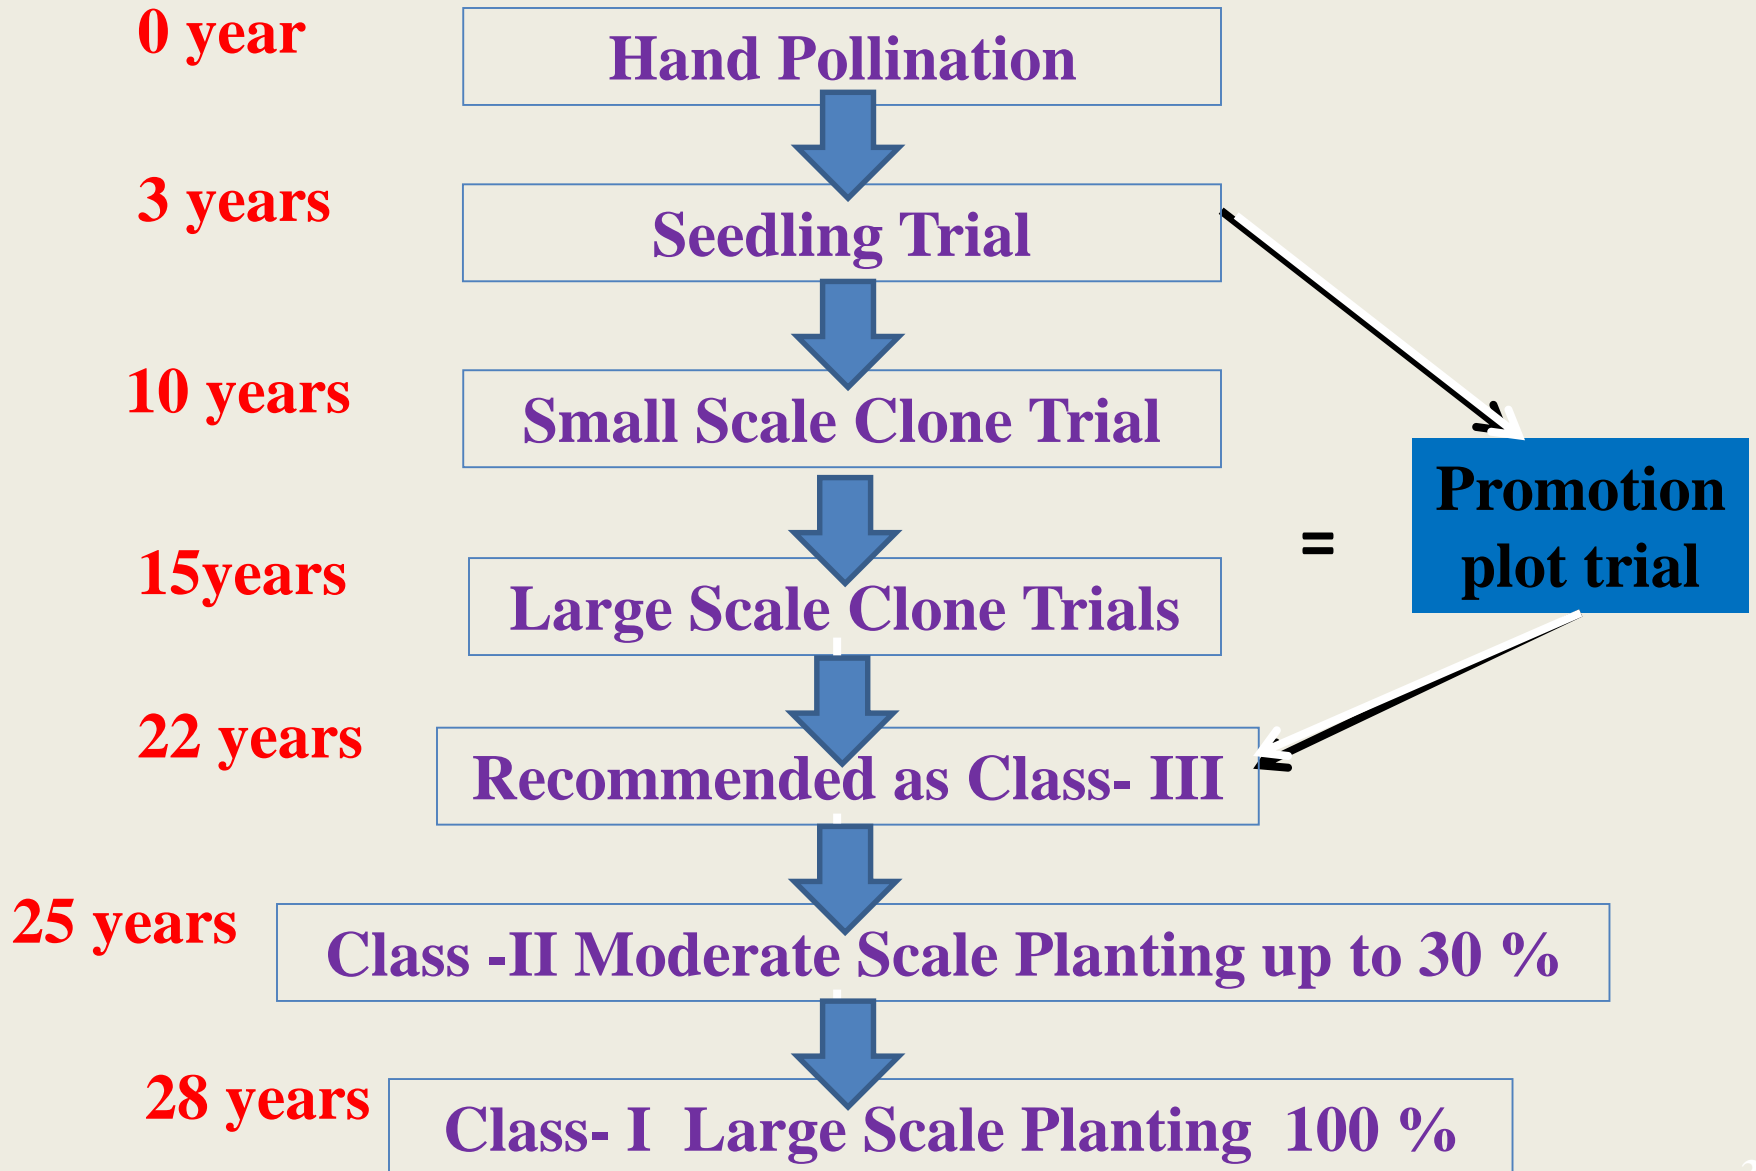 0 year
Hand Pollination
3 years
Seedling Trial
10 years
Small Scale Clone Trial
Promotion
plot trial
=
15years
Large Scale Clone Trials
22 years
Recommended as Class- III
25 years
Class -II Moderate Scale Planting up to 30 %
28 years
Class- I  Large Scale Planting  100 %